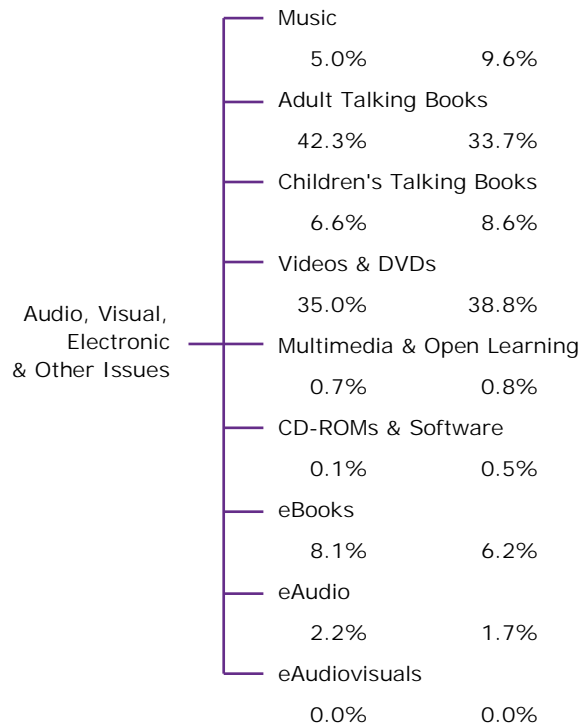 Music
5.0% 9.6%
Adult Talking Books
42.3% 33.7%
Children's Talking Books
6.6% 8.6%
Videos & DVDs
35.0% 38.8%
Audio, Visual,
Electronic
& Other Issues
Multimedia & Open Learning
0.7% 0.8%
CD-ROMs & Software
0.1% 0.5%
eBooks
8.1% 6.2%
eAudio
2.2% 1.7%
eAudiovisuals
0.0% 0.0%